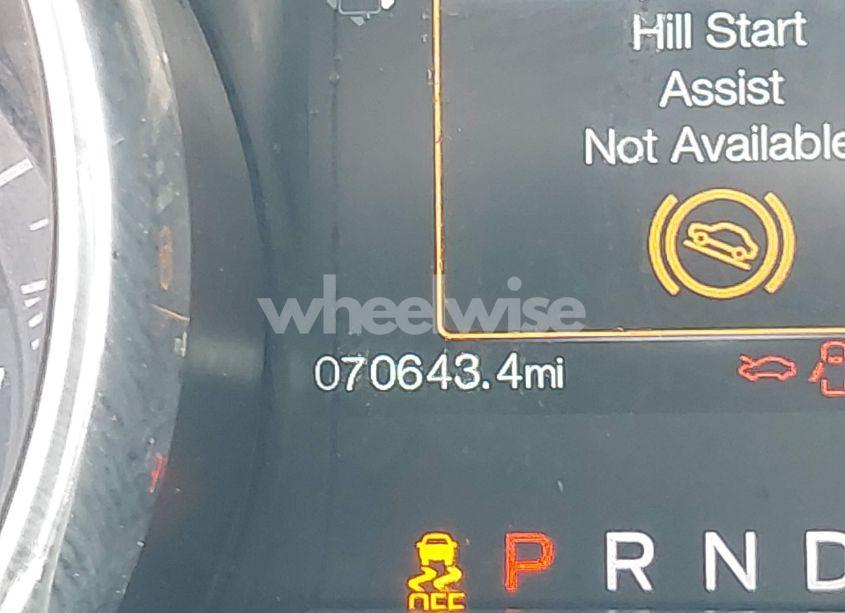 Hill Start
Assist
Not Available
wheelwise
070643.4mi
P R N D
OFF